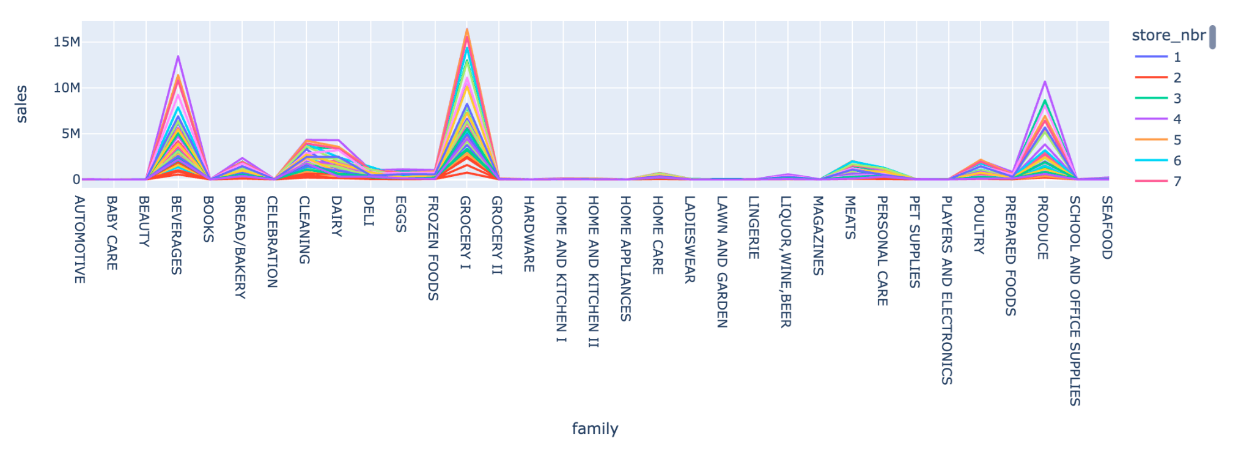 store_nbr
1
2
3
4
5
6
7
sales
15M
10M
5M
0
AUTOMOTIVE
BABY CARE
BEAUTY
BEVERAGES
BOOKS
BREAD/BAKERY
CELEBRATION
CLEANING
DAIRY
DELI
EGGS
FROZEN FOODS
GROCERY I
GROCERY II
HARDWARE
HOME AND KITCHEN I
HOME AND KITCHEN II
HOME APPLIANCES
HOME CARE
LADIESWEAR
LAWN AND GARDEN
LINGERIE
LIQUOR,WINE,BEER
MAGAZINES
MEATS
PERSONAL CARE
PET SUPPLIES
PLAYERS AND ELECTRONICS
POULTRY
PREPARED FOODS
PRODUCE
SCHOOL AND OFFICE SUPPLIES
SEAFOOD
family